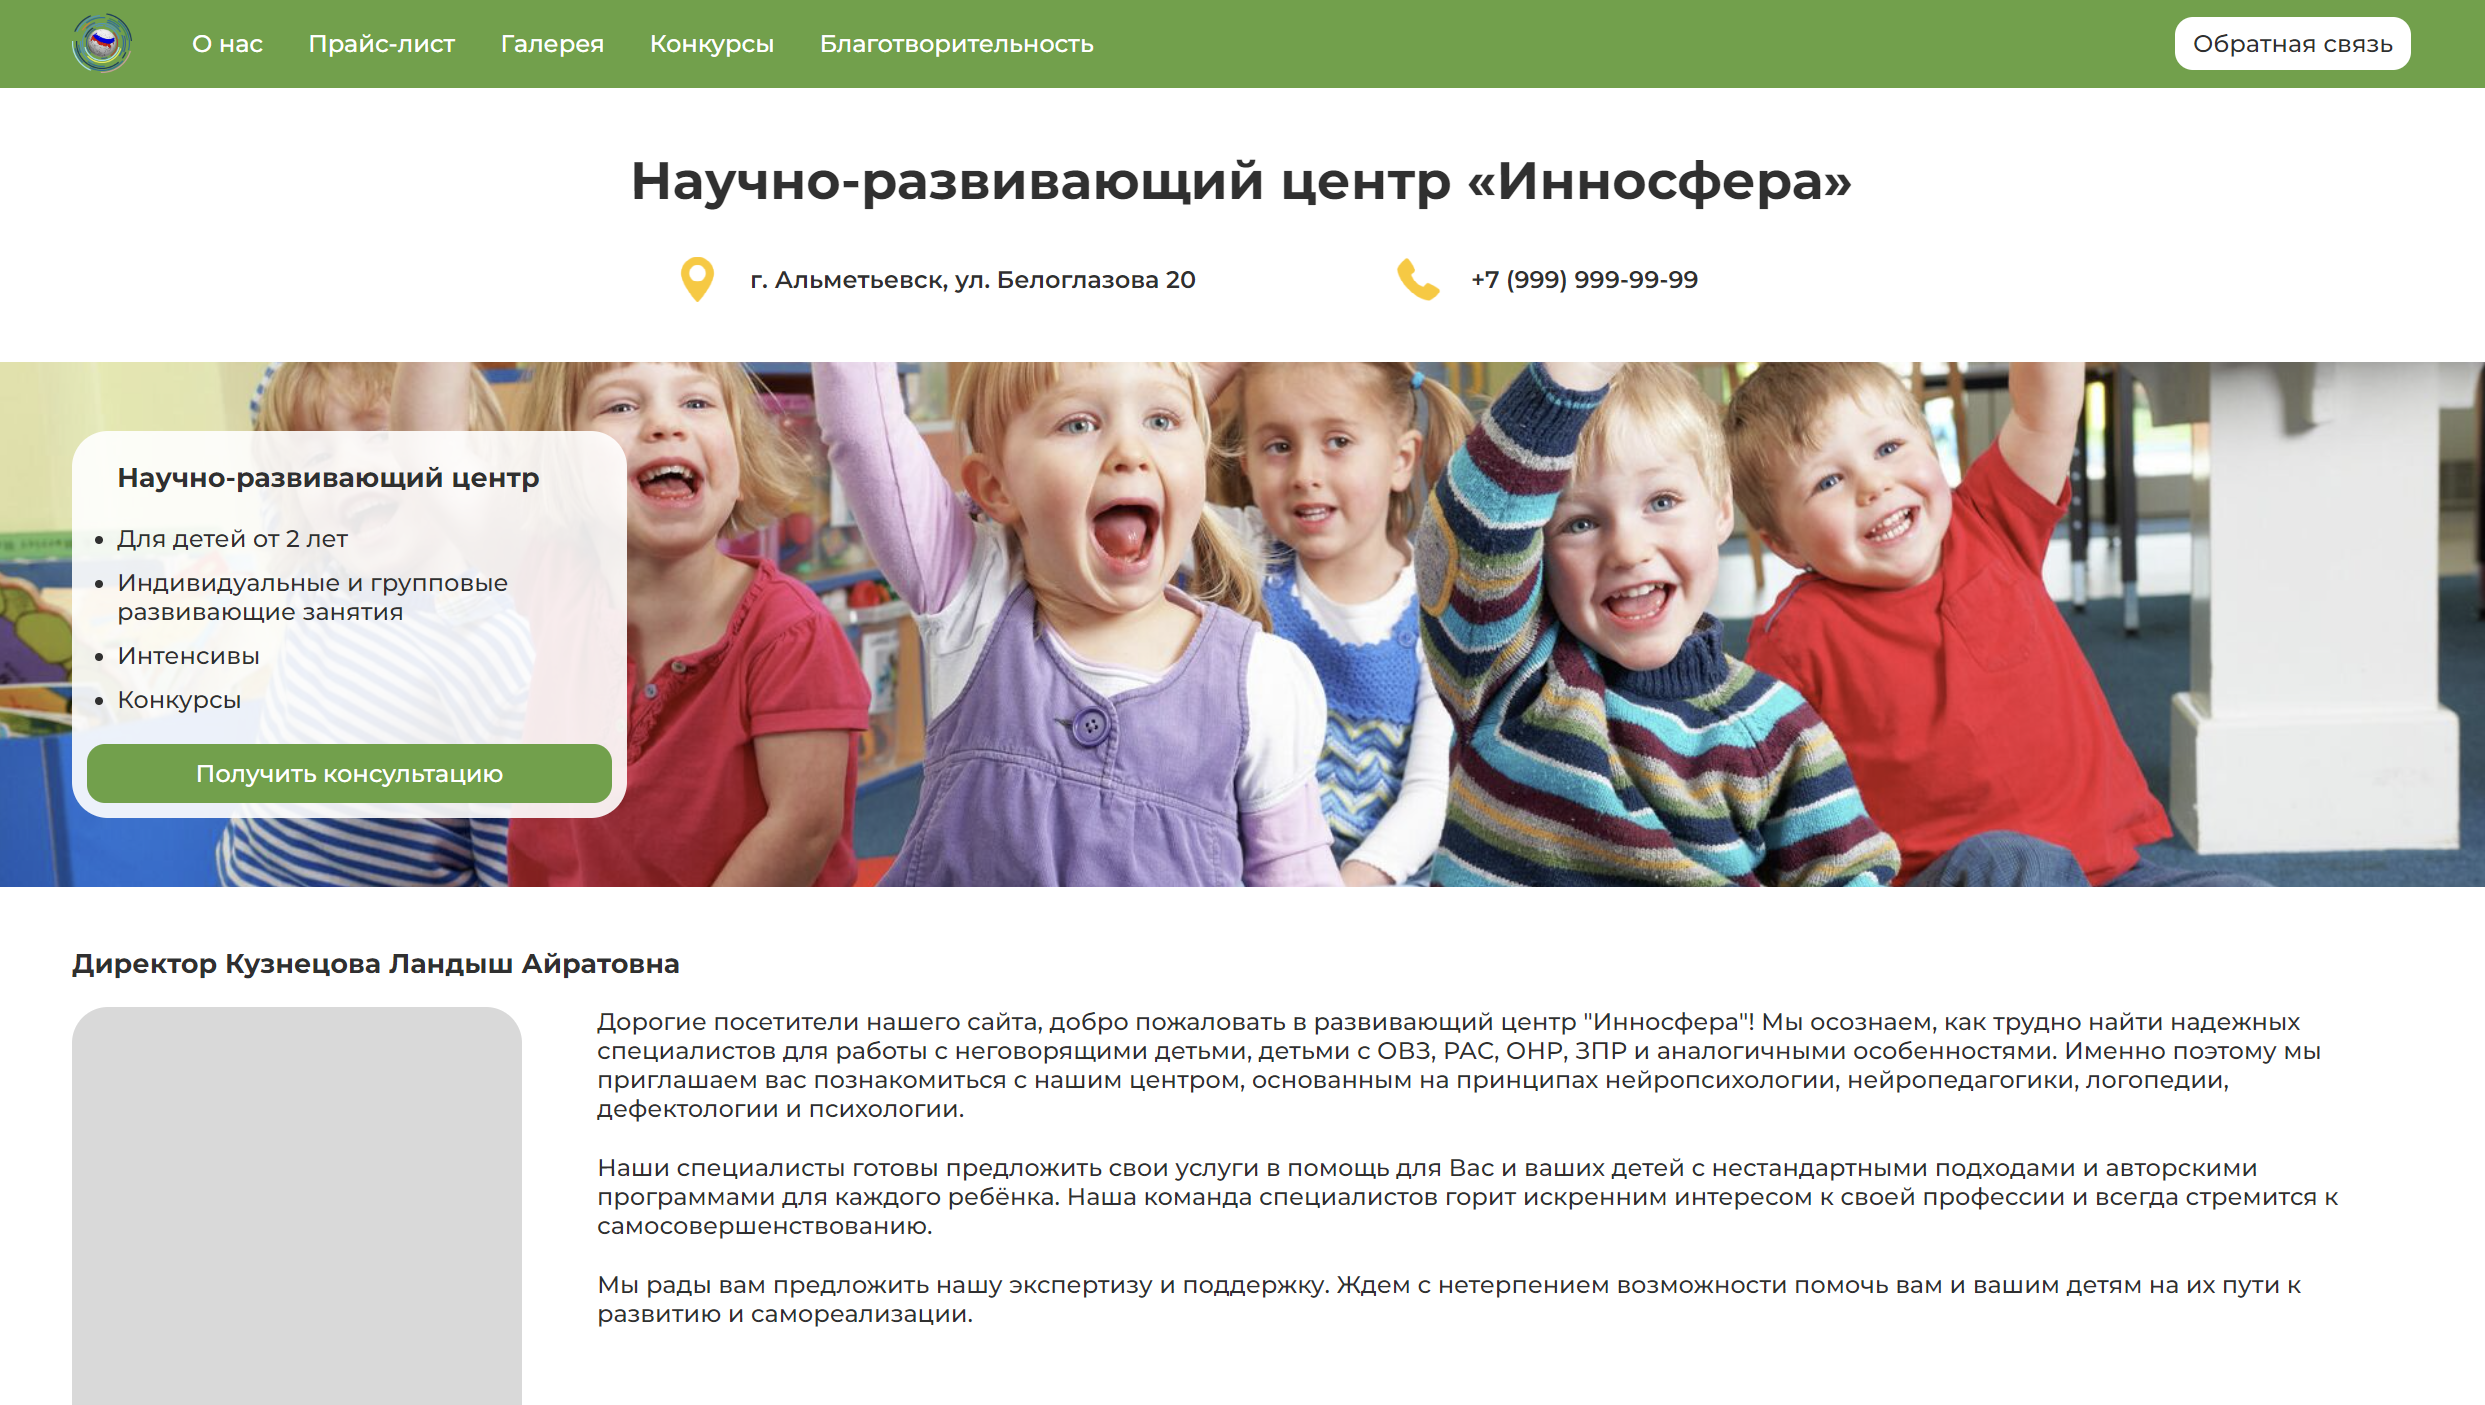 О нас Прайс-лист Галерея Конкурсы Благотворительность Обратная связь
Научно-развивающий центр «Инносфера»
г. Альметьевск, ул. Белоглазова 20 +7 (999) 999-99-99
Научно-развивающий центр
• Для детей от 2 лет
• Индивидуальные и групповые
развивающие занятия
• Интенсивы
• Конкурсы
Получить консультацию
Директор Кузнецова Ландыш Айратовна
Дорогие посетители нашего сайта, добро пожаловать в развивающий центр "Инносфера"! Мы осознаем, как трудно найти надежных
специалистов для работы с неговорящими детьми, детьми с ОВЗ, РАС, ОНР, ЗПР и аналогичными особенностями. Именно поэтому мы
приглашаем вас познакомиться с нашим центром, основанным на принципах нейропсихологии, нейропедагогики, логопедии,
дефектологии и психологии.
Наши специалисты готовы предложить свои услуги в помощь для Вас и ваших детей с нестандартными подходами и авторскими
программами для каждого ребёнка. Наша команда специалистов горит искренним интересом к своей профессии и всегда стремится к
самосовершенствованию.
Мы рады вам предложить нашу экспертизу и поддержку. Ждем с нетерпением возможности помочь вам и вашим детям на их пути к
развитию и самореализации.